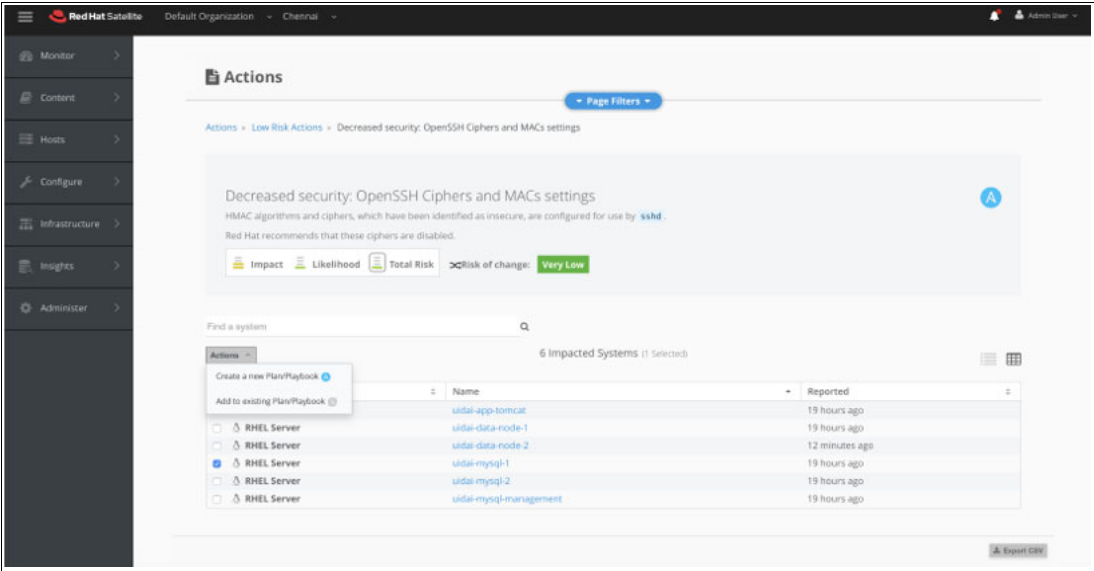 Red Hat Satellite Default Organization Chennai Admin User
Monitor
Content
Hosts
Configure
Infrastructure
Insights
Administer
Actions
Page Filters
Actions » Low Risk Actions » Decreased security: OpenSSH Ciphers and MACs settings
Decreased security: OpenSSH Ciphers and MACs settings
HMAC algorithms and ciphers, which have been identified as insecure, are configured for use by sshd.
Red Hat recommends that these ciphers are disabled.
Impact Likelihood Total Risk Risk of change: Very Low
Find a system
Actions 6 Impacted Systems (1 Selected)
Create a new Plan/Playbook A
Add to existing Plan/Playbook
Name Reported
uidai-app-tomcat 19 hours ago
RHEL Server uidai-data-node-1 19 hours ago
RHEL Server uidai-data-node-2 12 minutes ago
RHEL Server uidai-mysql-1 19 hours ago
RHEL Server uidai-mysql-2 19 hours ago
RHEL Server uidai-mysql-management 19 hours ago
Export CSV